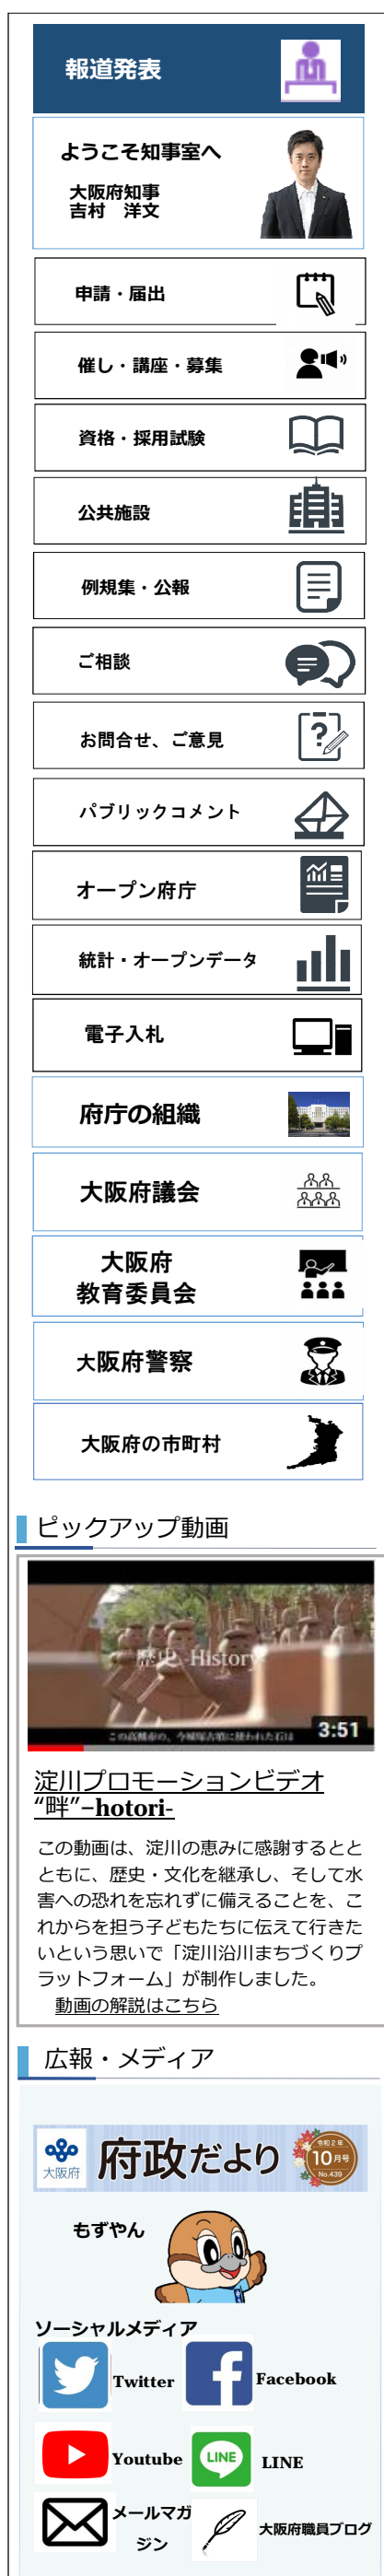 報道発表
ようこそ知事室へ
大阪府知事
吉村　洋文
申請・届出
催し・講座・募集
資格・採用試験
公共施設
例規集・公報
ご相談
お問合せ、ご意見
パブリックコメント
オープン府庁
統計・オープンデータ
電子入札
府庁の組織
大阪府議会
大阪府
教育委員会
大阪府警察
大阪府の市町村
ピックアップ動画
歴史 -History-
3:51
淀川プロモーションビデオ
“畔”−hotori-
この動画は、淀川の恵みに感謝するとと
ともに、歴史・文化を継承し、そして水
害への恐れを忘れずに備えることを、こ
れからを担う子どもたちに伝えて行きた
いという思いで「淀川沿川まちづくりプ
ラットフォーム」が制作しました。
動画の解説はこちら
広報・メディア
大阪府
府政だより
令和2年
10月号
No.439
もずやん
ソーシャルメディア
Twitter
Facebook
Youtube
LINE
LINE
メールマガ
ジン
大阪府職員ブログ